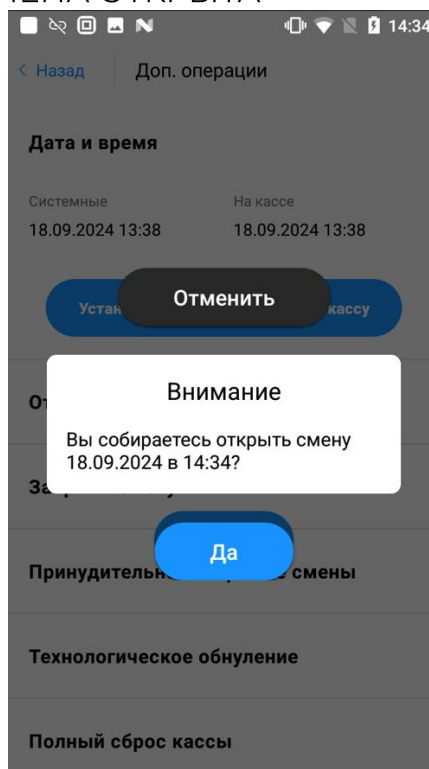 14:34
Назад
Доп. операции
Дата и время
Системные
На кассе
18.09.2024 13:38
18.09.2024 13:38
Отменить
кассу
Внимание
Вы собираетесь открыть смену
18.09.2024 в 14:34?
Да
смены
Технологическое обнуление
Полный сброс кассы